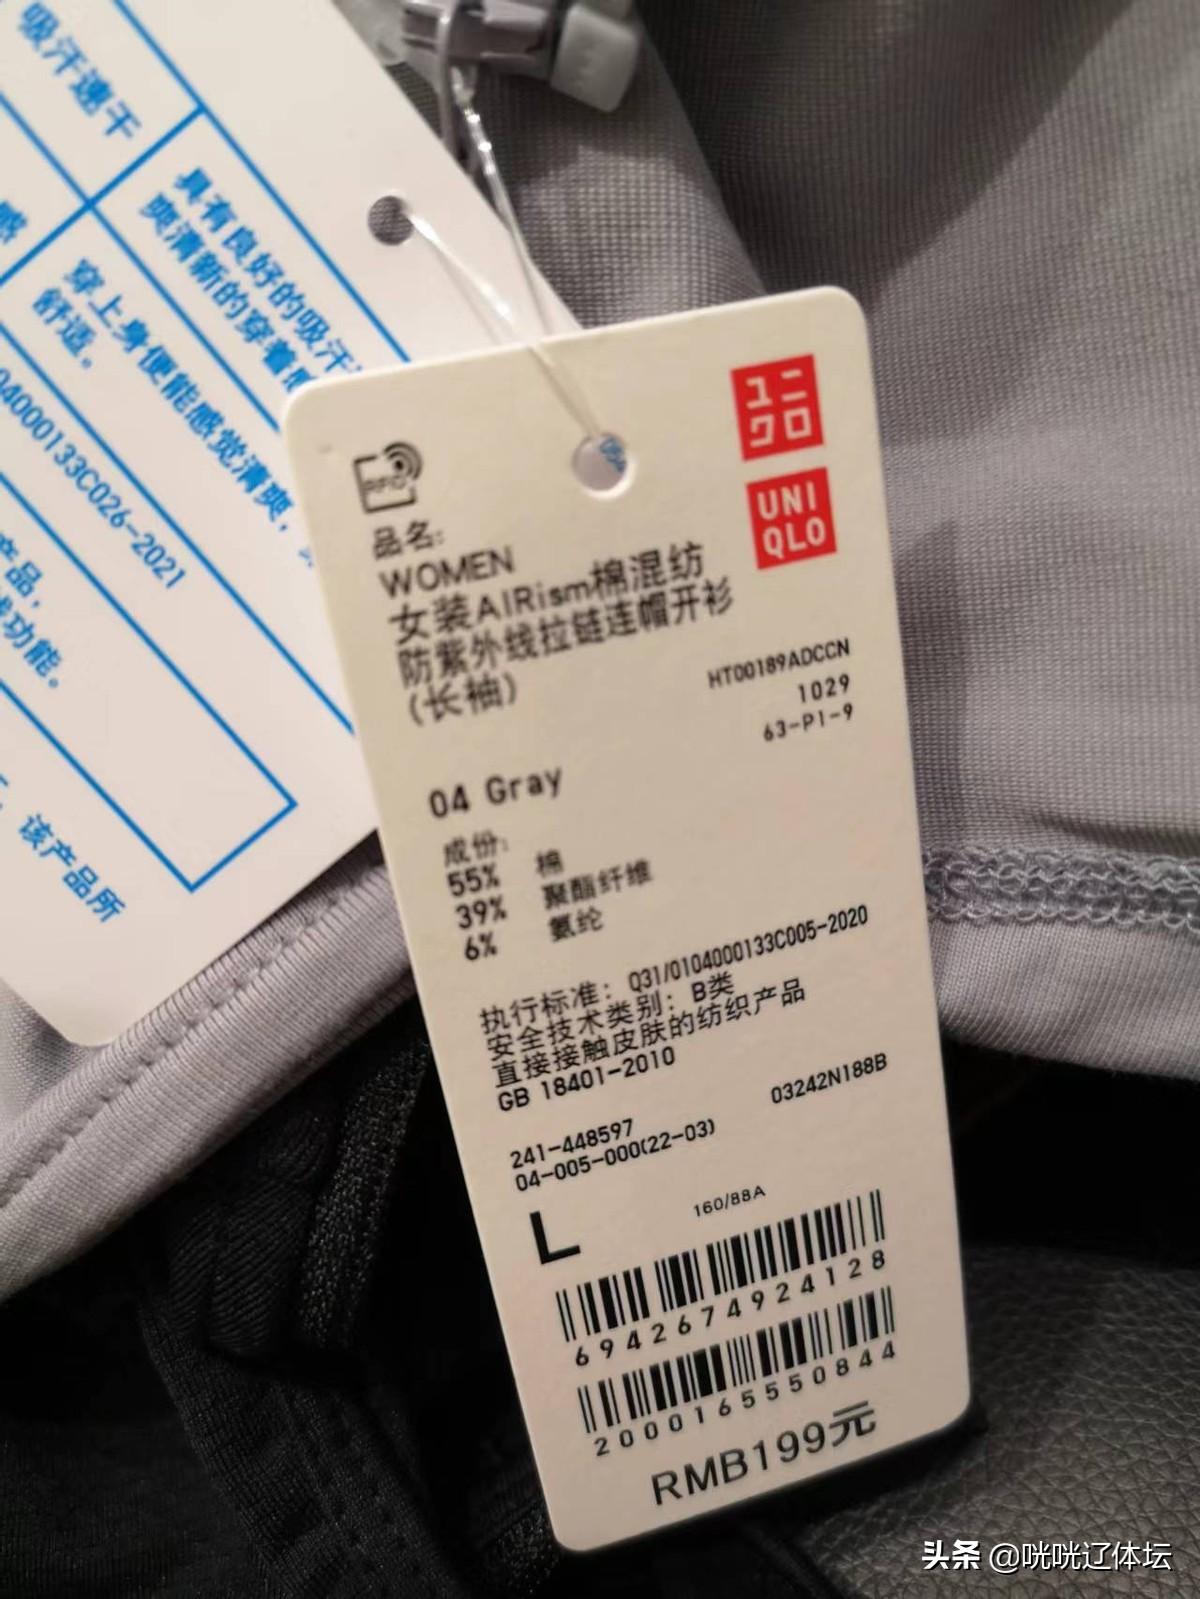 吸汗速干
具有良好的吸汗
爽清新的穿着感
感
穿上身便能感觉清爽，
舒适。
04000133C026-2021
产品，
功能。
该产品所
ユニ
クロ
UNI
QLO
RFID
品名:
WOMEN
女装AIRism棉混纺
防紫外线拉链连帽开衫
(长袖)
HT00189ADCCN
1029
63-P1-9
04 Gray
成份:
55% 棉
39% 聚酯纤维
6% 氨纶
执行标准: Q31/0104000133C005-2020
安全技术类别: B类
直接接触皮肤的纺织产品
GB 18401-2010
03242N188B
241-448597
04-005-000(22-03)
L 160/88A
6942674924128
2000165550844
RMB199元
头条 @咣咣辽体坛